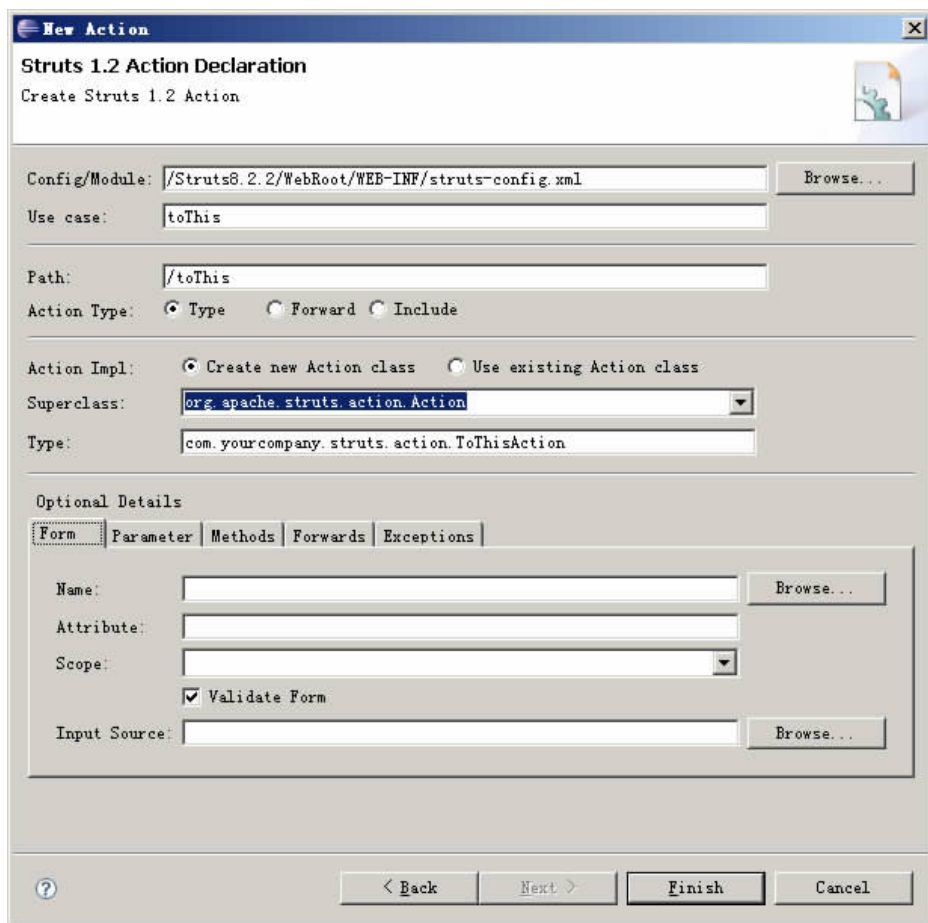 New Action
Struts 1.2 Action Declaration
Create Struts 1.2 Action
Config/Module: /Struts8.2.2/WebRoot/WEB-INF/struts-config.xml Browse...
Use case: toThis
Path: /toThis
Action Type: Type Forward Include
Action Impl: Create new Action class Use existing Action class
Superclass: org.apache.struts.action.Action
Type: com.yourcompany.struts.action.ToThisAction
Optional Details
Form Parameter Methods Forwards Exceptions
Name: Browse...
Attribute:
Scope:
Validate Form
Input Source: Browse...
? < Back Next > Finish Cancel